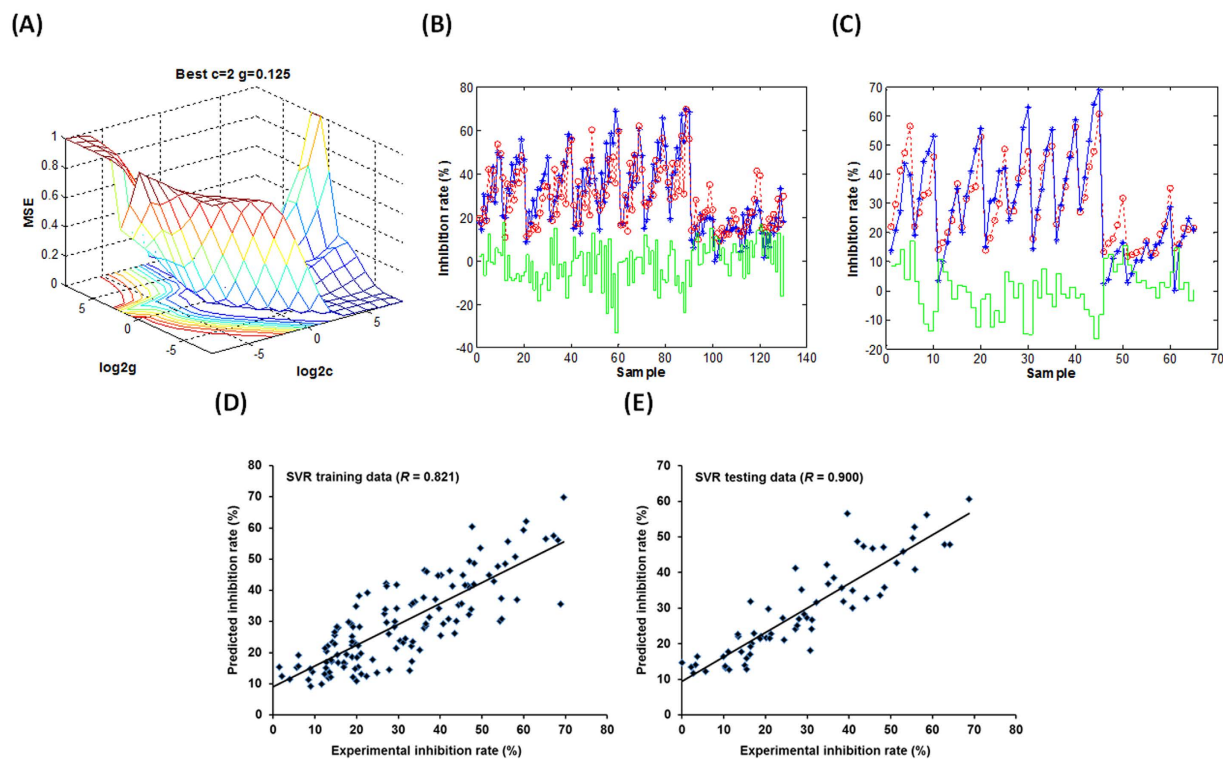 (A)
Best c=2 g=0.125
MSE
1
0.8
0.6
0.4
0.2
0
5
0
-5
log2g
-5
0
5
log2c
(B)
Inhibition rate (%)
80
60
40
20
0
-20
-40
0 20 40 60 80 100 120 140
Sample
(C)
Inhibition rate (%)
70
60
50
40
30
20
10
0
-10
-20
0 10 20 30 40 50 60 70
Sample
(D)
SVR training data (R = 0.821)
Predicted inhibition rate (%)
80
70
60
50
40
30
20
10
0
0 10 20 30 40 50 60 70 80
Experimental inhibition rate (%)
(E)
SVR testing data (R = 0.900)
Predicted inhibition rate (%)
70
60
50
40
30
20
10
0
0 10 20 30 40 50 60 70 80
Experimental inhibition rate (%)